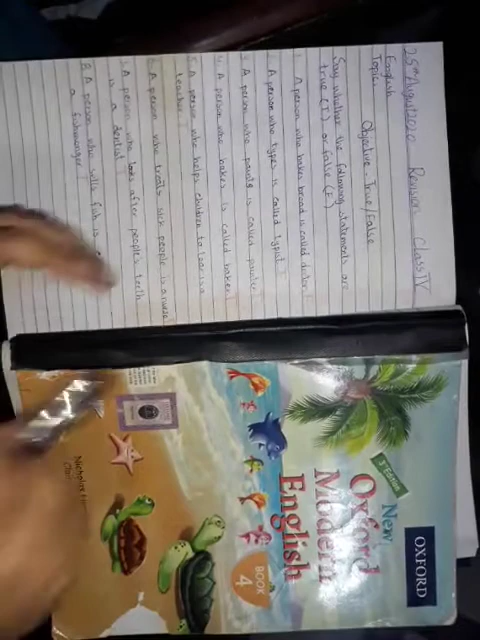 25th August 2020 Revision Class IV
English
Topic Objective - True/False
Say whether the following statements are
true (T) or false (F)
1. A person who bakes bread is called doctor.
2. A person who types is called Typist
3. A person who paints is called painter
4. A person who bakes is called baker
5. A person who helps children to learn is a
teacher.
6. A person who treats sick people is a nurse
7. A person who looks after people's teeth
is a dentist
8. A person who sells fish is
a fishmonger
OXFORD
New
Oxford
Modern
English
3rd EDITION
BOOK
4
Nicholas